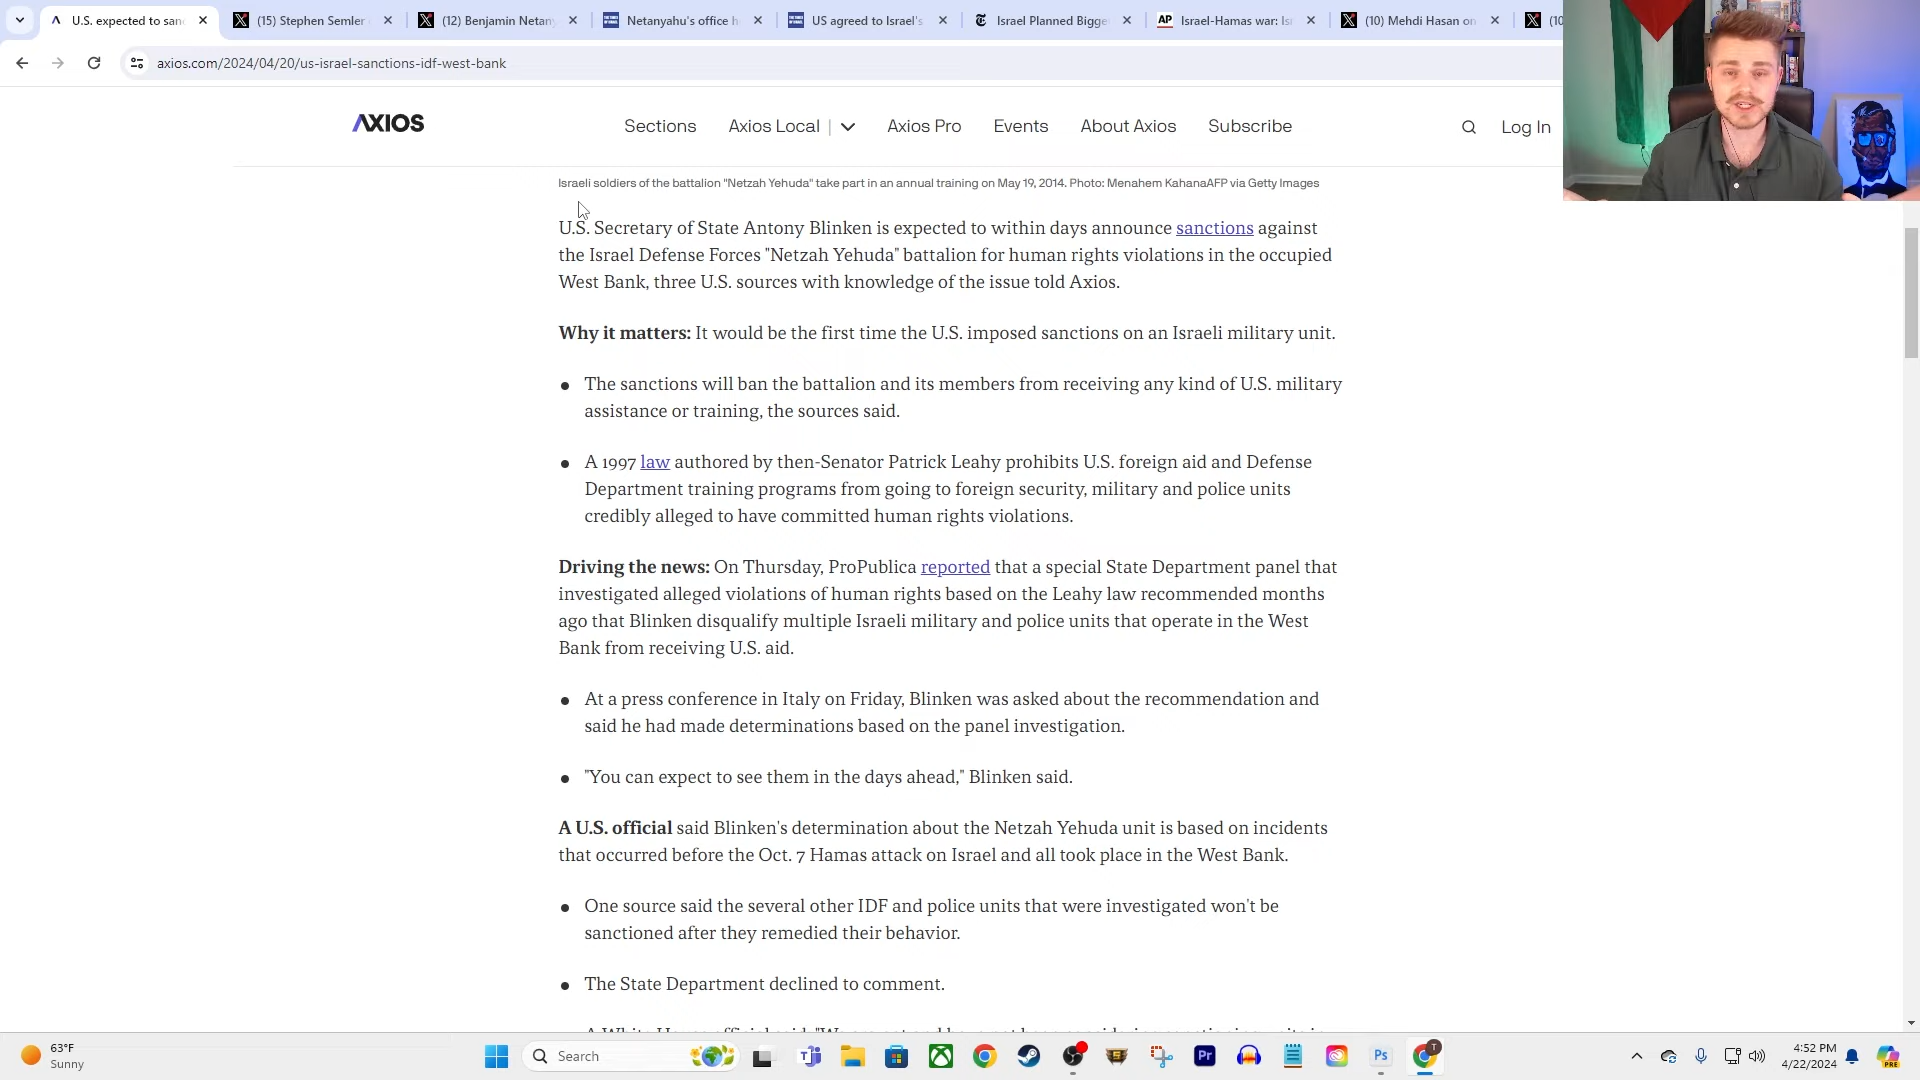 U.S. expected to sanc
(15) Stephen Semler
(12) Benjamin Netany
Netanyahu's office h
US agreed to Israel's
Israel Planned Bigge
AP Israel-Hamas war: Is
(10) Mehdi Hasan on
(10
axios.com/2024/04/20/us-israel-sanctions-idf-west-bank
AXIOS
Sections
Axios Local
Axios Pro
Events
About Axios
Subscribe
Log In
Israeli soldiers of the battalion "Netzah Yehuda" take part in an annual training on May 19, 2014. Photo: Menahem KahanaAFP via Getty Images
U.S. Secretary of State Antony Blinken is expected to within days announce sanctions against
the Israel Defense Forces "Netzah Yehuda" battalion for human rights violations in the occupied
West Bank, three U.S. sources with knowledge of the issue told Axios.
Why it matters: It would be the first time the U.S. imposed sanctions on an Israeli military unit.
• The sanctions will ban the battalion and its members from receiving any kind of U.S. military
assistance or training, the sources said.
• A 1997 law authored by then-Senator Patrick Leahy prohibits U.S. foreign aid and Defense
Department training programs from going to foreign security, military and police units
credibly alleged to have committed human rights violations.
Driving the news: On Thursday, ProPublica reported that a special State Department panel that
investigated alleged violations of human rights based on the Leahy law recommended months
ago that Blinken disqualify multiple Israeli military and police units that operate in the West
Bank from receiving U.S. aid.
• At a press conference in Italy on Friday, Blinken was asked about the recommendation and
said he had made determinations based on the panel investigation.
• "You can expect to see them in the days ahead," Blinken said.
A U.S. official said Blinken's determination about the Netzah Yehuda unit is based on incidents
that occurred before the Oct. 7 Hamas attack on Israel and all took place in the West Bank.
• One source said the several other IDF and police units that were investigated won't be
sanctioned after they remedied their behavior.
• The State Department declined to comment.
63°F
Sunny
Search
Pr
Ps
T
4:52 PM
4/22/2024
PRE